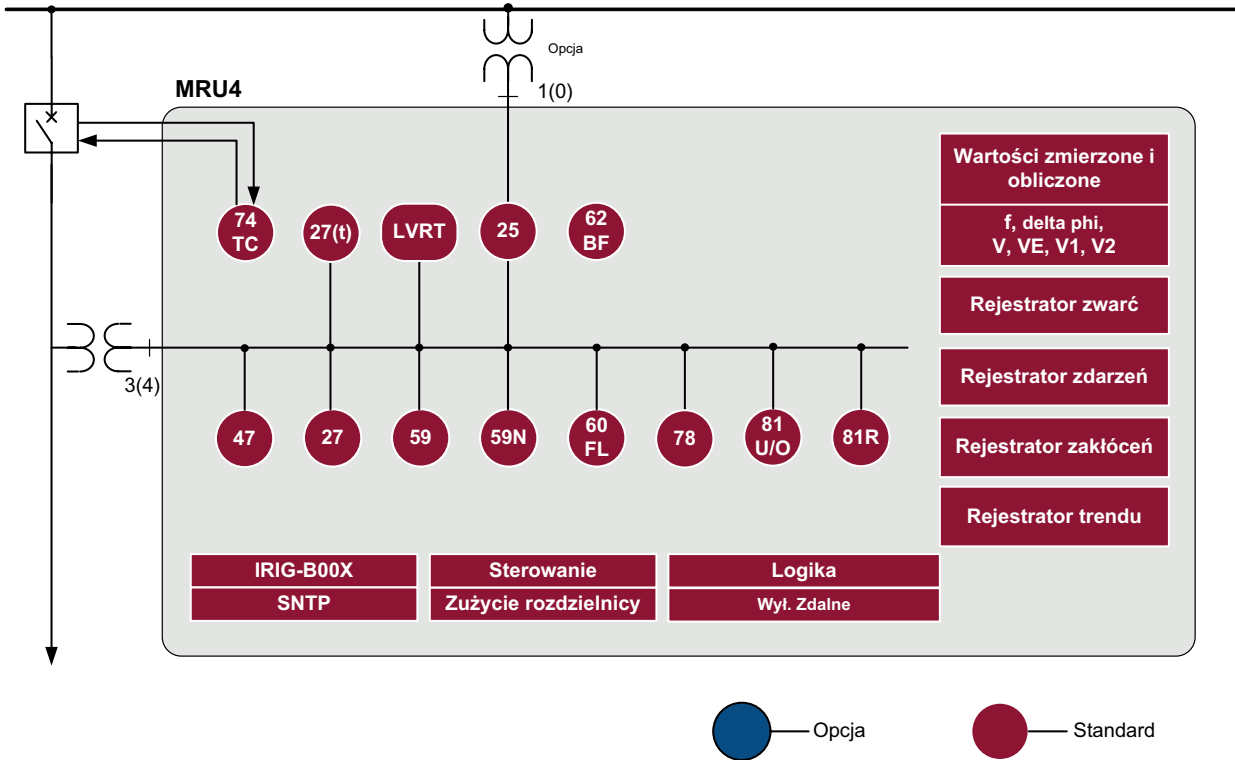 Opcja
1(0)
MRU4
Wartości zmierzone i
obliczone
f, delta phi,
V, VE, V1, V2
74
TC
27(t)
LVRT
25
62
BF
Rejestrator zwarć
3(4)
Rejestrator zdarzeń
47
27
59
59N
60
FL
78
81
U/O
81R
Rejestrator zakłóceń
Rejestrator trendu
IRIG-B00X
Sterowanie
Logika
SNTP
Zużycie rozdzielnicy
Wył. Zdalne
Opcja
Standard